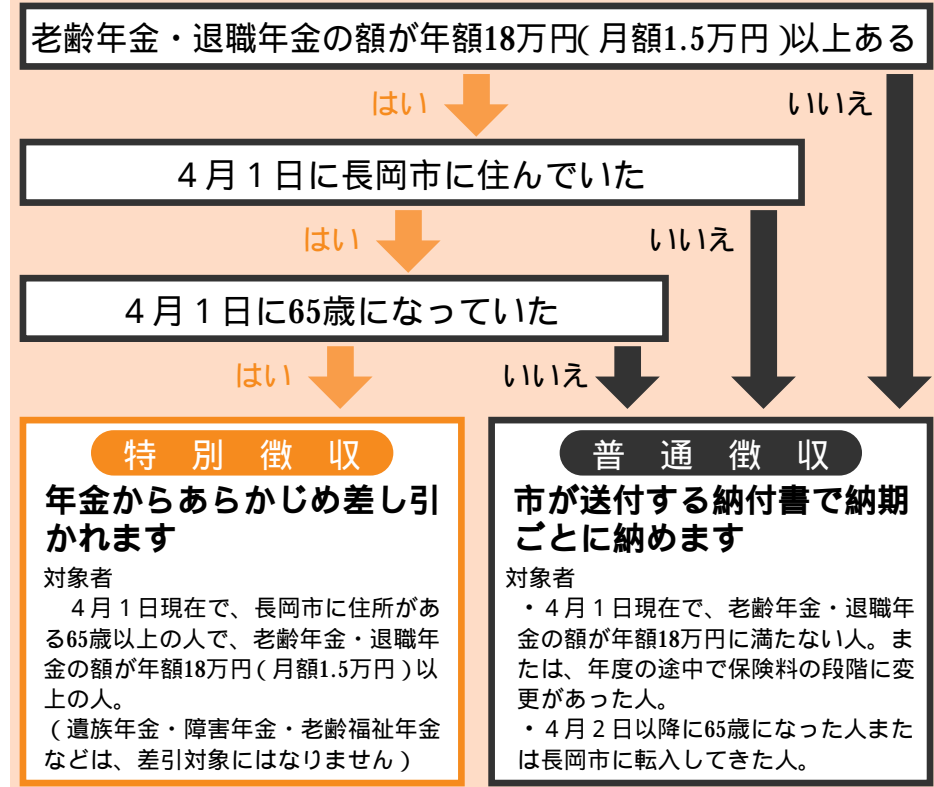 老齢年金・退職年金の額が年額18万円(月額1.5万円)以上ある
はい
いいえ
4月1日に長岡市に住んでいた
はい
いいえ
4月1日に65歳になっていた
はい
いいえ
特別徴収
年金からあらかじめ差し引
かれます
対象者
4月1日現在で、長岡市に住所があ
る65歳以上の人で、老齢年金・退職年
金の額が年額18万円(月額1.5万円)以
上の人。
(遺族年金・障害年金・老齢福祉年金
などは、差引対象にはなりません)
普通徴収
市が送付する納付書で納期
ごとに納めます
対象者
・4月1日現在で、老齢年金・退職年
金の額が年額18万円に満たない人。ま
たは、年度の途中で保険料の段階に変
更があった人。
・4月2日以降に65歳になった人また
は長岡市に転入してきた人。